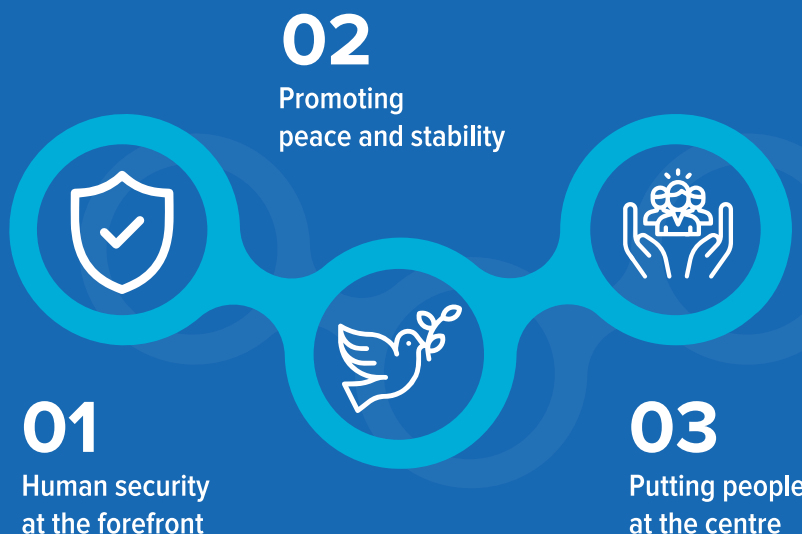 02
Promoting
peace and stability
01
Human security
at the forefront
03
Putting people
at the centre